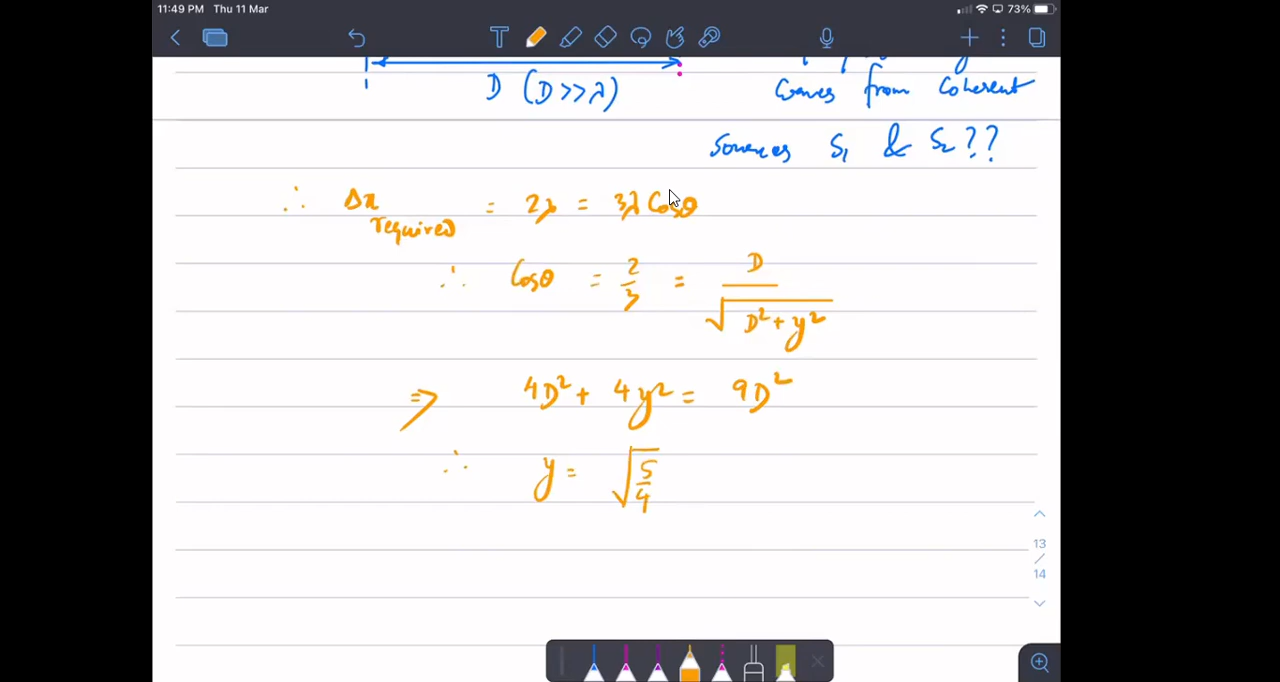 11:49 PM Thu 11 Mar
73%
T
D (D>>λ)
waves from coherent
sources S₁ & S₂ ??
∴ Δx required = 2λ = 3λ Cosθ
∴ Cosθ = 2/3 = D/√(D²+y²)
⇒ 4D² + 4y² = 9D²
∴ y = √(5/4)
13
/
14